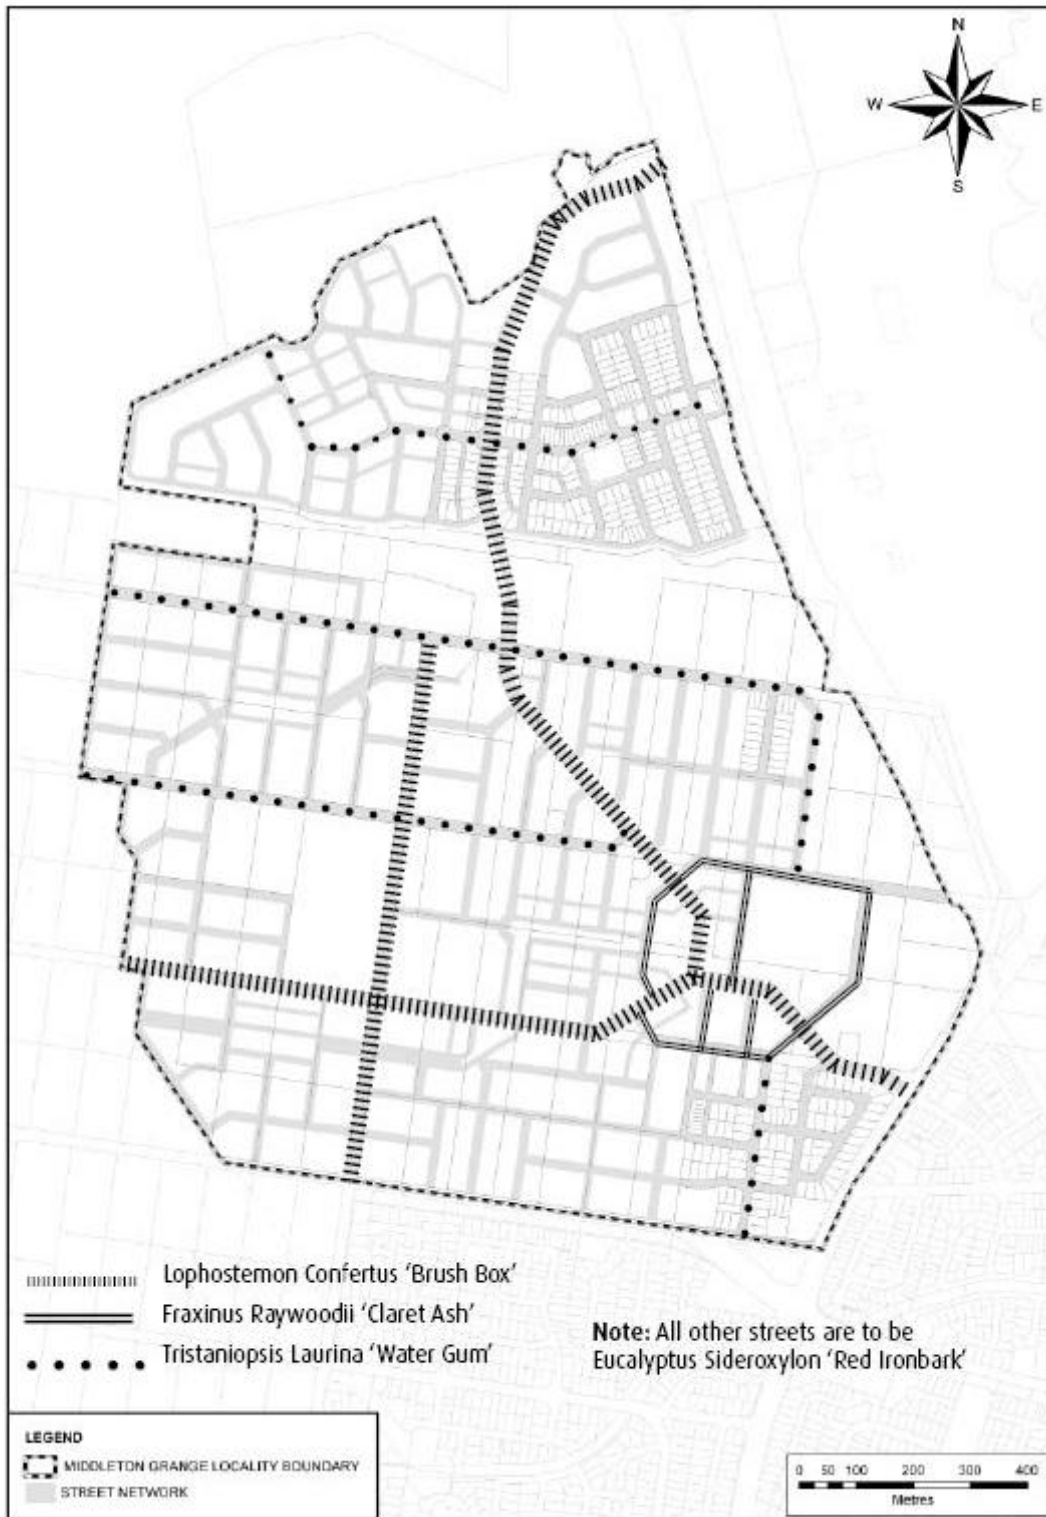 N
W
E
S
Lophostemon Confertus 'Brush Box'
Fraxinus Raywoodii 'Claret Ash'
Tristaniopsis Laurina 'Water Gum'
Note: All other streets are to be
Eucalyptus Sideroxylon 'Red Ironbark'
LEGEND
MIDDLETON GRANGE LOCALITY BOUNDARY
STREET NETWORK
0 50 100 200 300 400
Metres